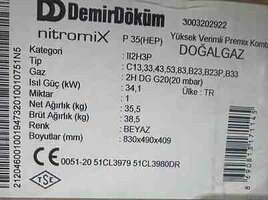 DD DemirDöküm
3003202922
nitromiX P 35(HEP) Yüksek Verimli Premix Komb
DOĞALGAZ
Kategori : II2H3P
Tip : C13,33,43,53,83,B23,B23P,B33
Gaz : 2H DG G20(20 mbar)
Isıl Güç (kW) : 34,1 Ülke : TR
Miktar : 1
Net Ağırlık (kg) : 35,5
Brüt Ağırlık (kg) : 38,5
Renk : BEYAZ
Boyutlar (mm) : 830x490x409
0051-20 51CL3979 51CL3980DR
TSE